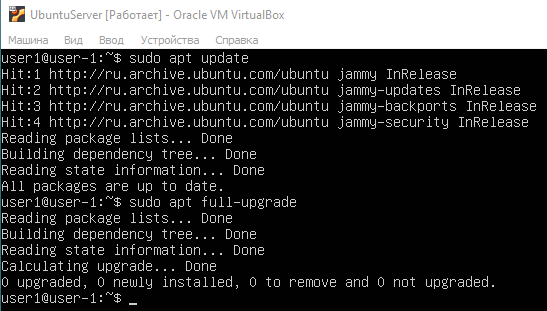 UbuntuServer [Работает] - Oracle VM VirtualBox
Машина Вид Ввод Устройства Справка
user1@user-1:~$ sudo apt update
Hit:1 http://ru.archive.ubuntu.com/ubuntu jammy InRelease
Hit:2 http://ru.archive.ubuntu.com/ubuntu jammy-updates InRelease
Hit:3 http://ru.archive.ubuntu.com/ubuntu jammy-backports InRelease
Hit:4 http://ru.archive.ubuntu.com/ubuntu jammy-security InRelease
Reading package lists... Done
Building dependency tree... Done
Reading state information... Done
All packages are up to date.
user1@user-1:~$ sudo apt full-upgrade
Reading package lists... Done
Building dependency tree... Done
Reading state information... Done
Calculating upgrade... Done
0 upgraded, 0 newly installed, 0 to remove and 0 not upgraded.
user1@user-1:~$ _